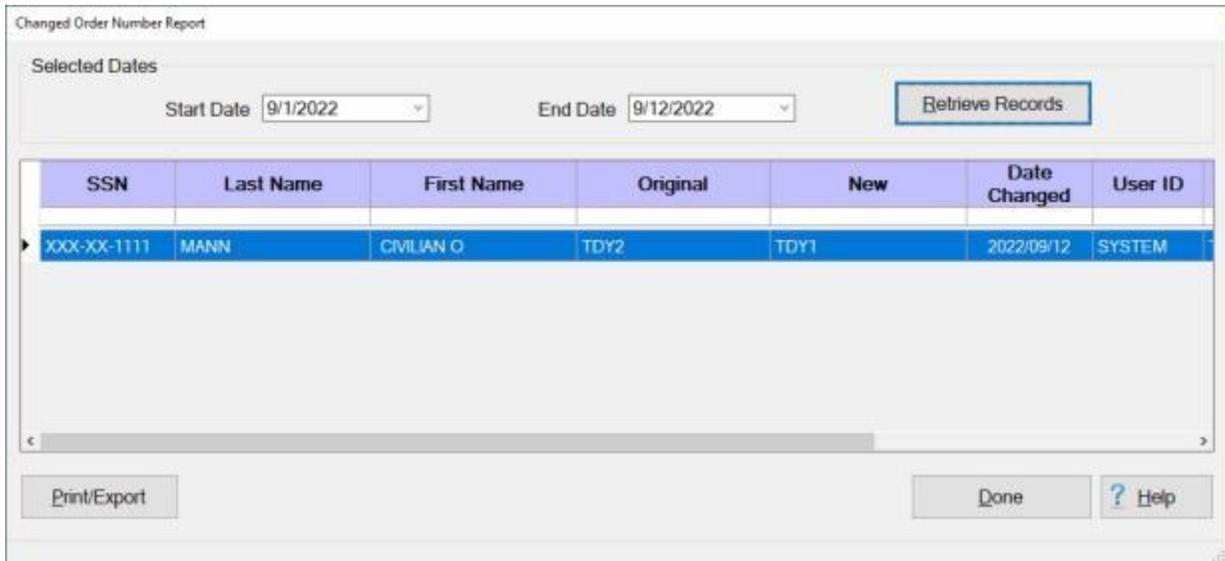 Changed Order Number Report
Selected Dates
Start Date 9/1/2022 End Date 9/12/2022 Retrieve Records
SSN Last Name First Name Original New Date Changed User ID
XXX-XX-1111 MANN CIVILIAN O TDY2 TDY1 2022/09/12 SYSTEM
Print/Export Done ? Help